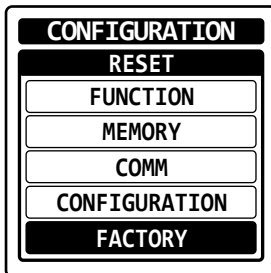 CONFIGURATION
RESET
FUNCTION
MEMORY
COMM
CONFIGURATION
FACTORY